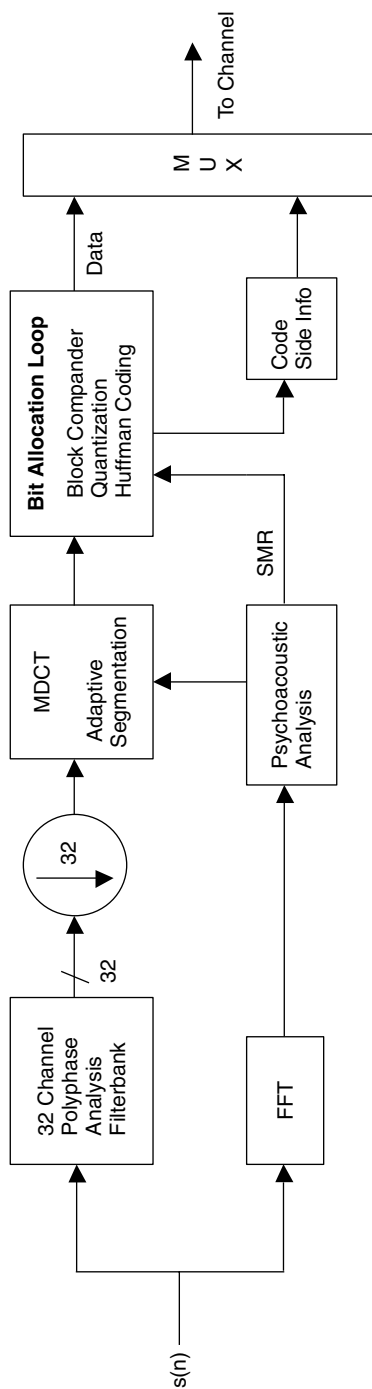 s(n)
32 Channel
Polyphase
Analysis
Filterbank
32
32
MDCT
Adaptive
Segmentation
Bit Allocation Loop
Block Compander
Quantization
Huffman Coding
Data
M
U
X
To Channel
FFT
Psychoacoustic
Analysis
SMR
Code
Side Info